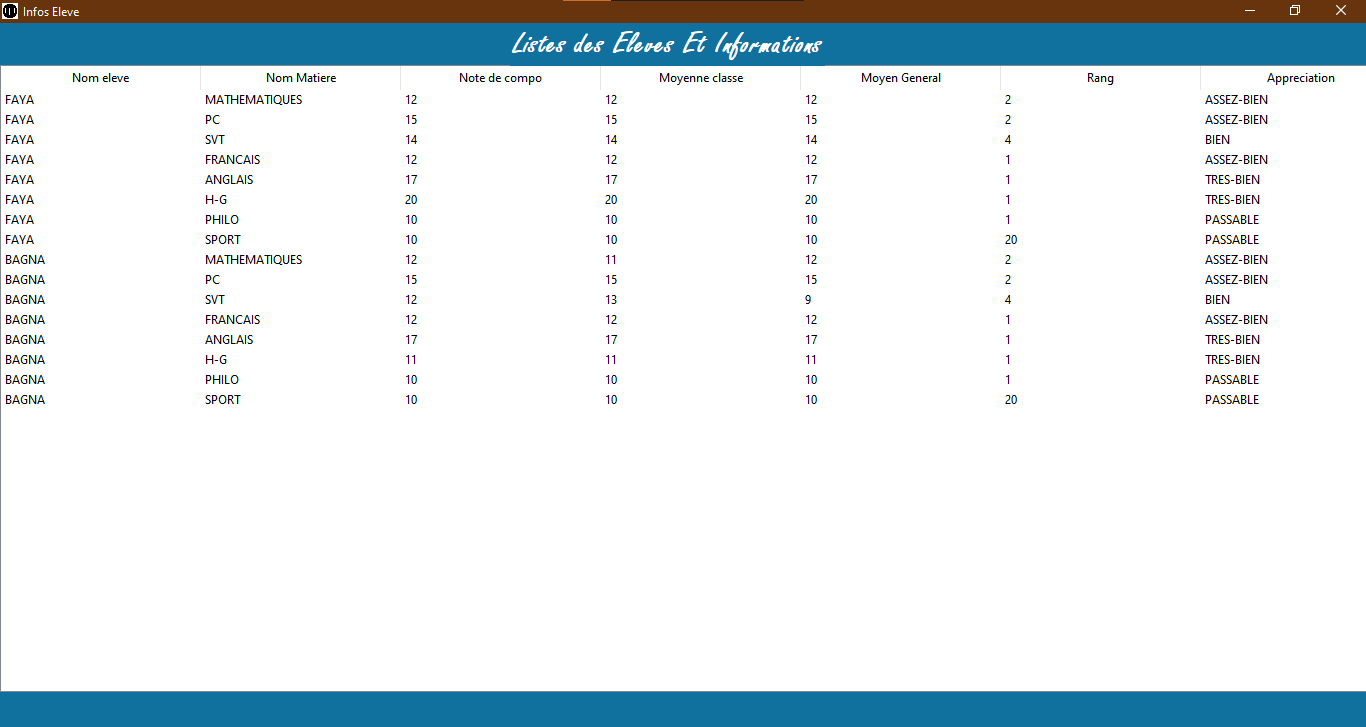 Infos Eleve
Listes des Eleves Et Informations
Nom eleve Nom Matiere Note de compo Moyenne classe Moyen General Rang Appreciation
FAYA MATHEMATIQUES 12 12 12 2 ASSEZ-BIEN
FAYA PC 15 15 15 2 ASSEZ-BIEN
FAYA SVT 14 14 14 4 BIEN
FAYA FRANCAIS 12 12 12 1 ASSEZ-BIEN
FAYA ANGLAIS 17 17 17 1 TRES-BIEN
FAYA H-G 20 20 20 1 TRES-BIEN
FAYA PHILO 10 10 10 1 PASSABLE
FAYA SPORT 10 10 10 20 PASSABLE
BAGNA MATHEMATIQUES 12 11 12 2 ASSEZ-BIEN
BAGNA PC 15 15 15 2 ASSEZ-BIEN
BAGNA SVT 12 13 9 4 BIEN
BAGNA FRANCAIS 12 12 12 1 ASSEZ-BIEN
BAGNA ANGLAIS 17 17 17 1 TRES-BIEN
BAGNA H-G 11 11 11 1 TRES-BIEN
BAGNA PHILO 10 10 10 1 PASSABLE
BAGNA SPORT 10 10 10 20 PASSABLE